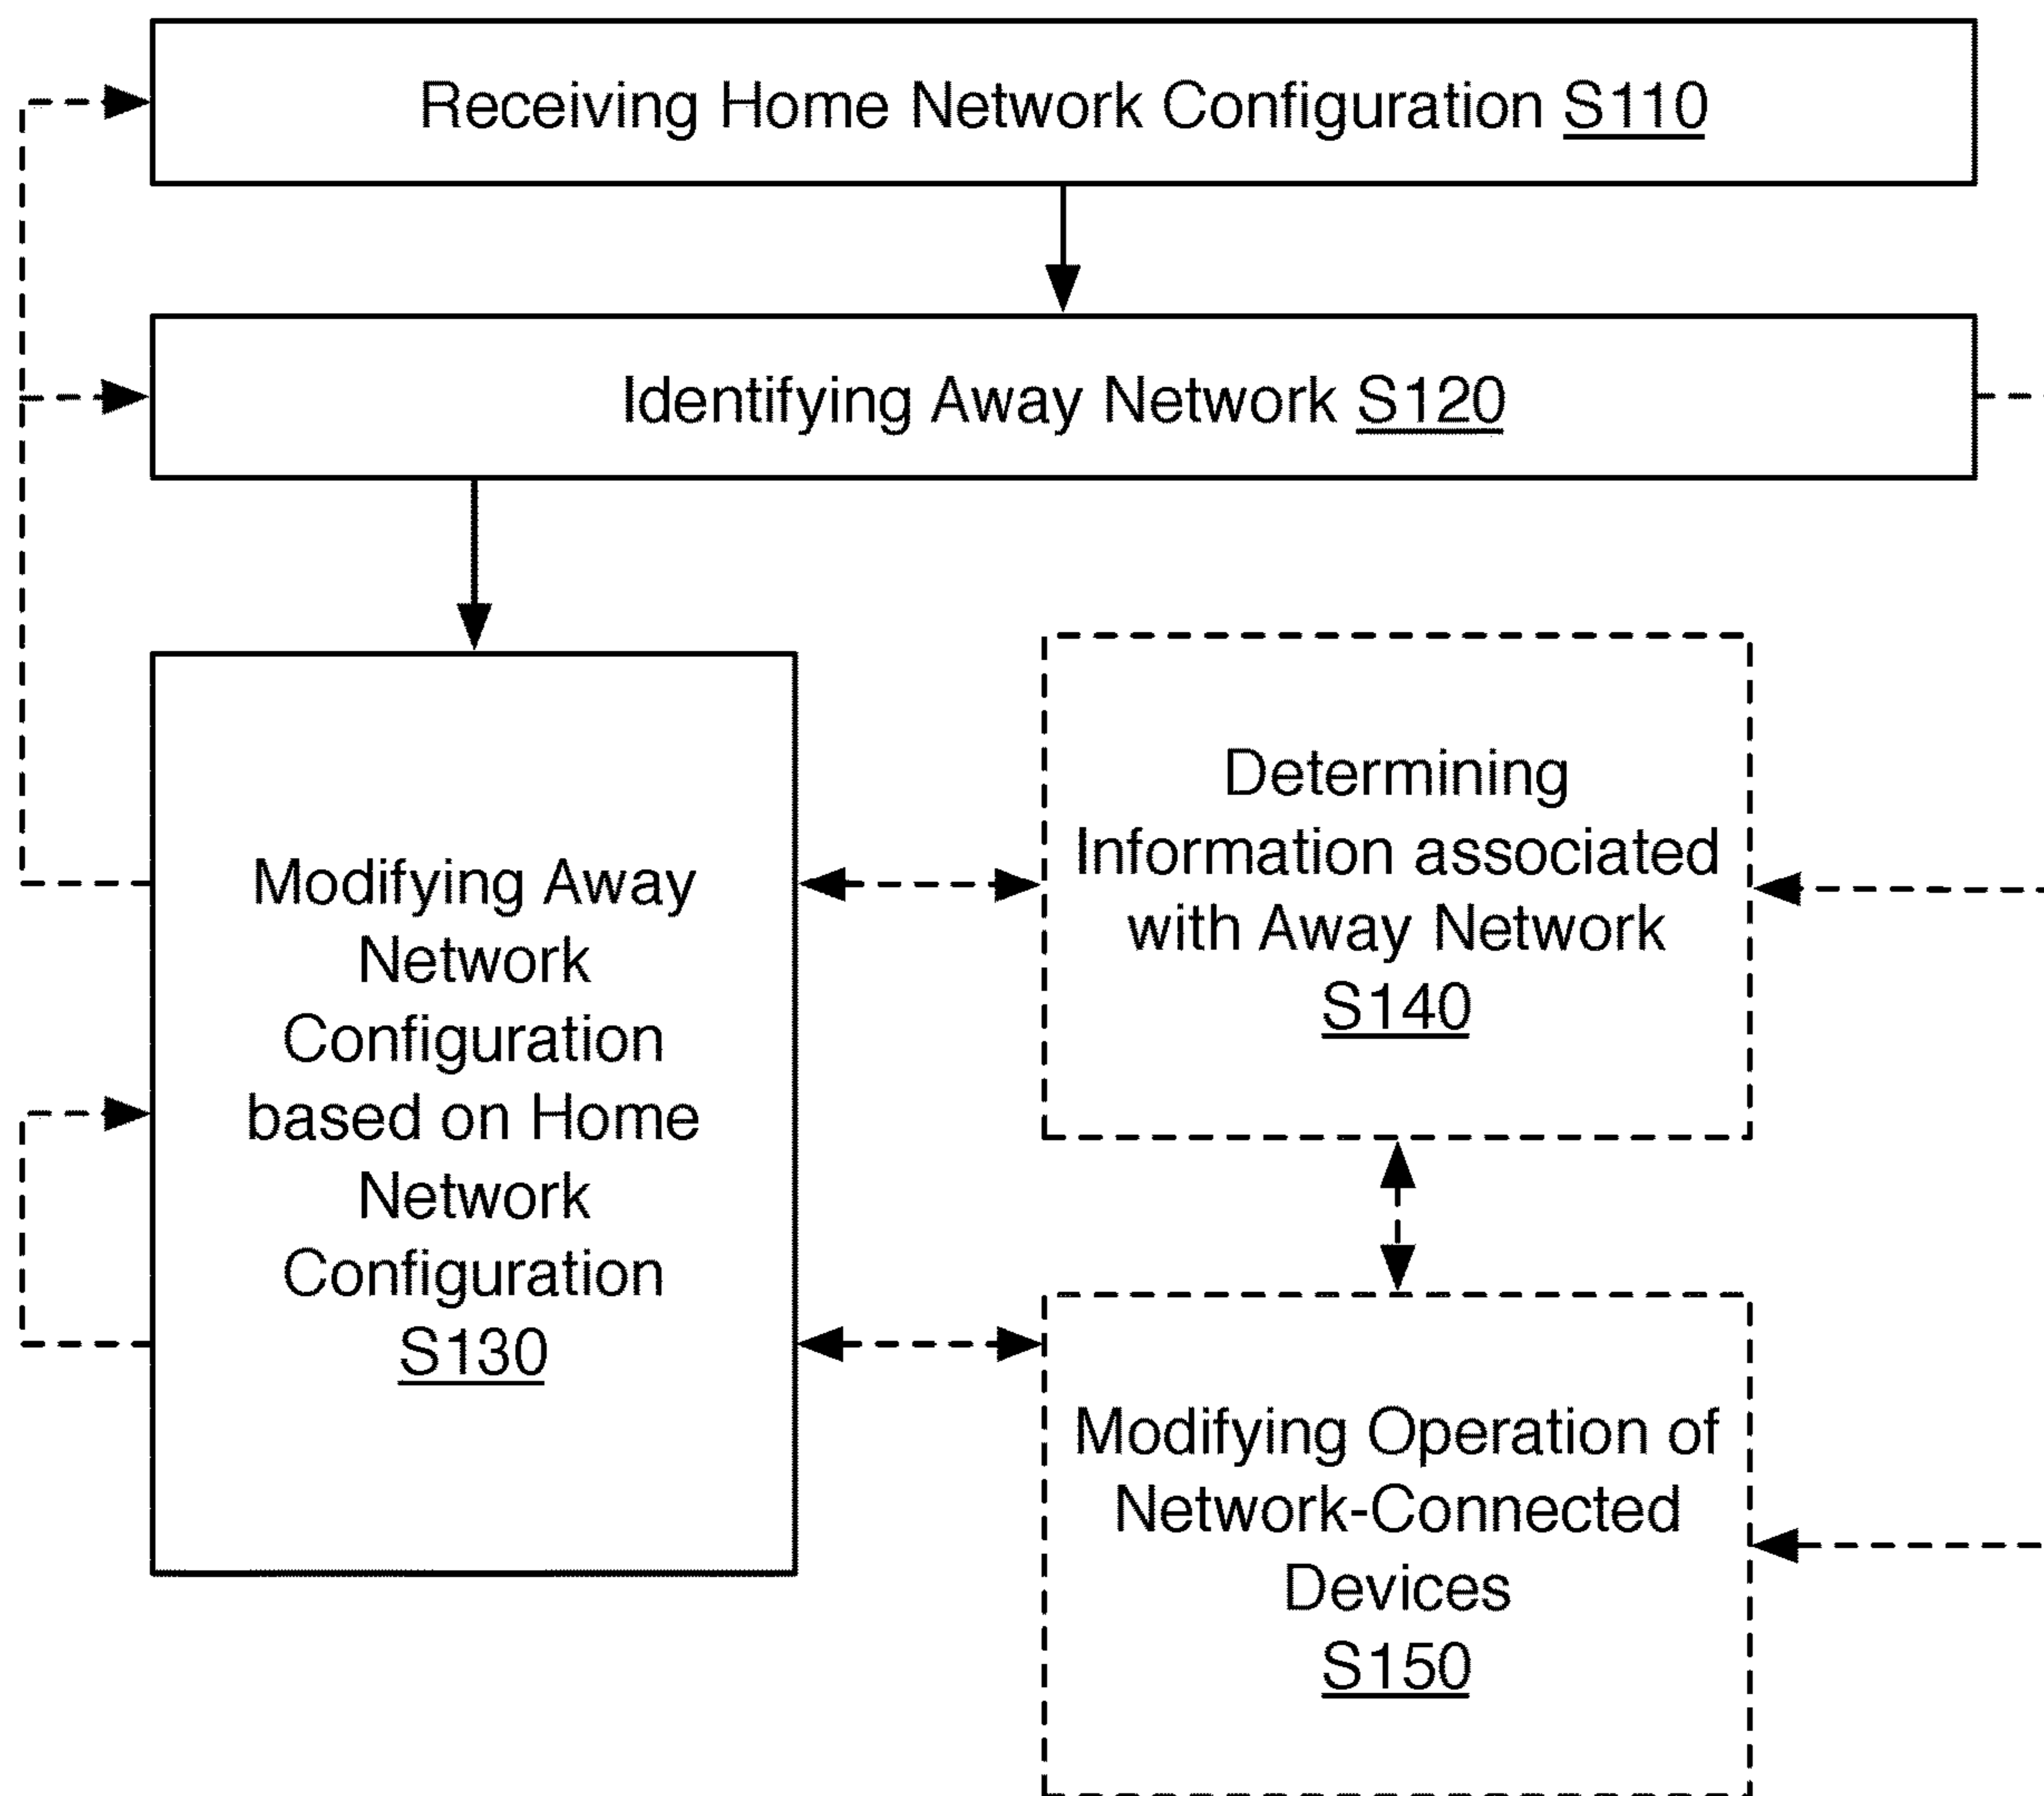 Receiving Home Network Configuration S110
Identifying Away Network S120
Modifying Away
Network
Configuration
based on Home
Network
Configuration
S130
Determining
Information associated
with Away Network
S140
Modifying Operation of
Network-Connected
Devices
S150